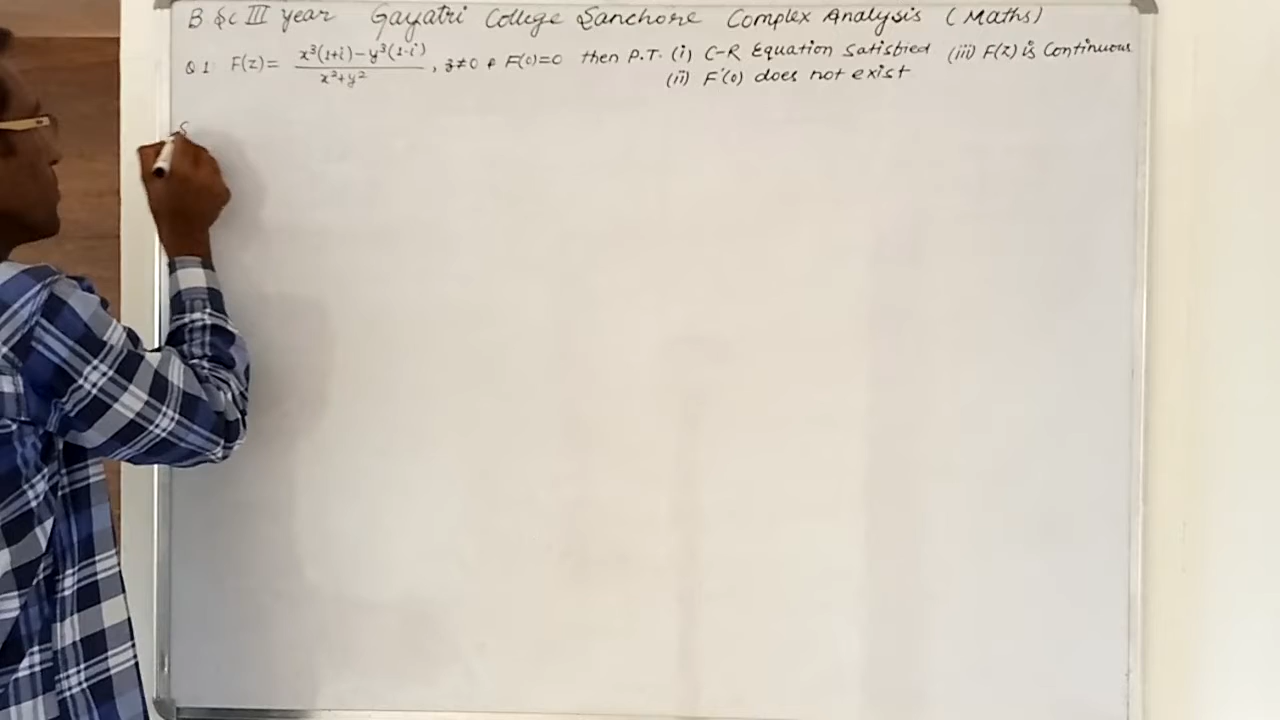 B Sc III year Gayatri College Sanchore Complex Analysis (Maths)
Q 1 F(z) = x³(1+i) – y³(1-i) / x²+y² , z≠0 & F(0)=0 then P.T. (i) C-R Equation Satisfied (iii) F(z) is Continuous
(ii) F'(0) does not exist
S